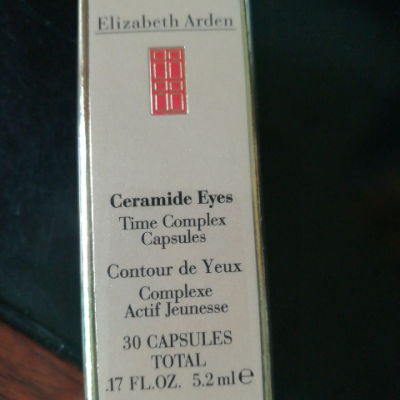 Elizabeth Arden
Ceramide Eyes
Time Complex
Capsules
Contour de Yeux
Complexe
Actif Jeunesse
30 CAPSULES
TOTAL
.17 FL.OZ. 5.2 ml ℮